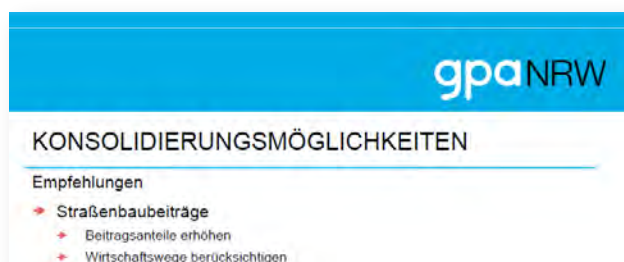 gpaNRW
KONSOLIDIERUNGSMÖGLICHKEITEN
Empfehlungen
Straßenbaubeiträge
Beitragsanteile erhöhen
Wirtschaftswege berücksichtigen